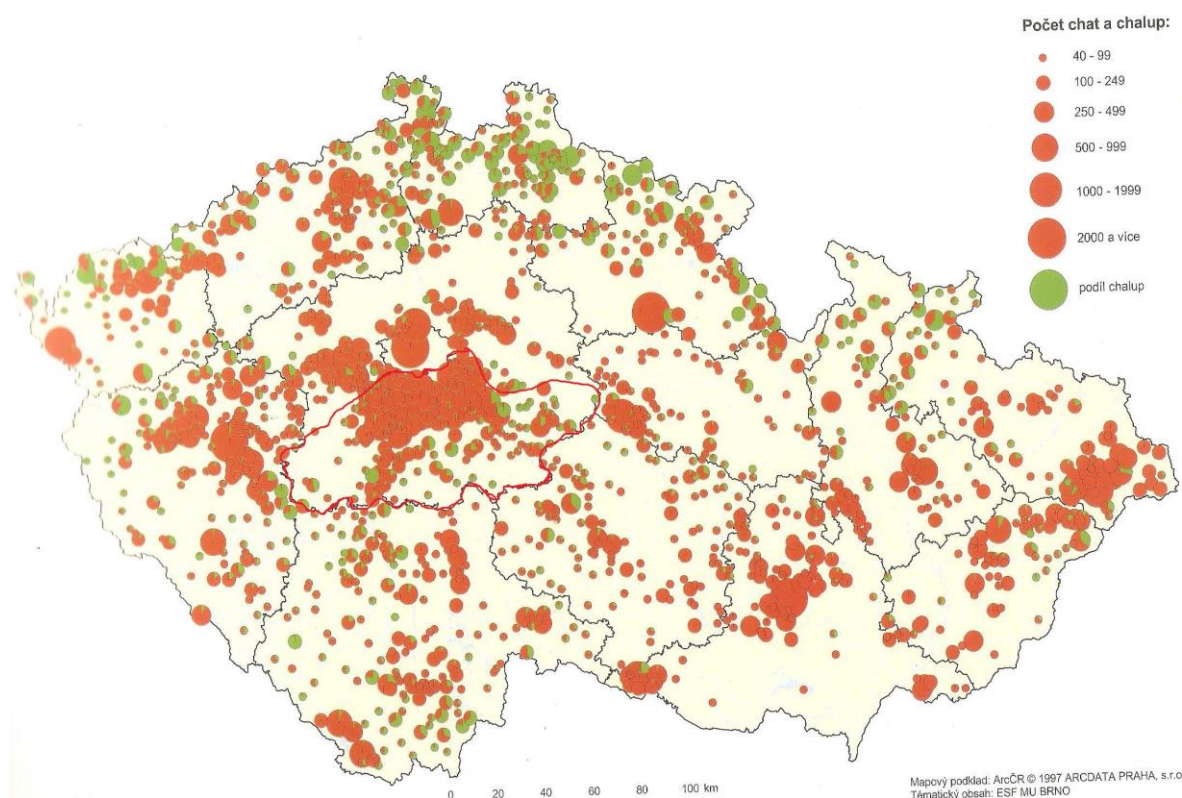 Počet chat a chalup:
40 - 99
100 - 249
250 - 499
500 - 999
1000 - 1999
2000 a více
podíl chalup
0 20 40 60 80 100 km
Mapový podklad: ArcČR © 1997 ARCDATA PRAHA, s.r.o
Tématický obsah: ESF MU BRNO